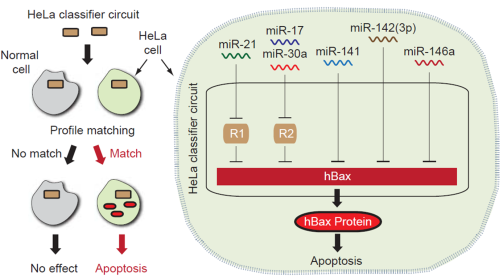 HeLa classifier circuit
Normal
cell
HeLa
cell
Profile matching
No match
Match
No effect
Apoptosis
HeLa classifier circuit
miR-21
miR-17
miR-30a
miR-141
miR-142(3p)
miR-146a
R1
R2
hBax
hBax Protein
Apoptosis